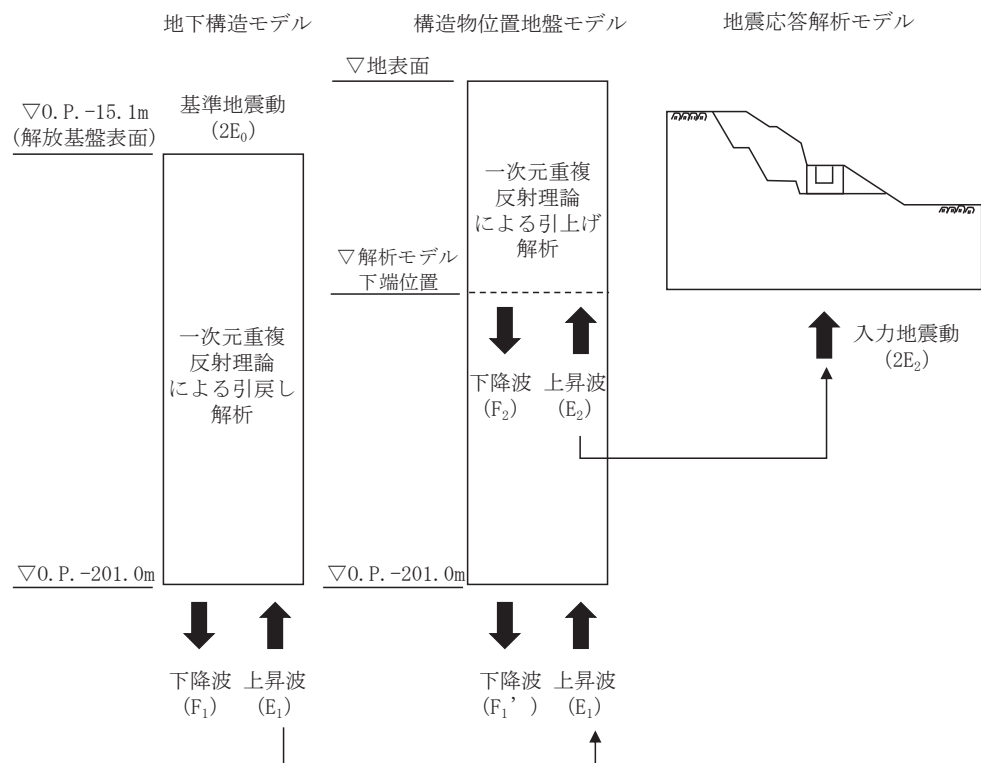 地下構造モデル
▽O.P.-15.1m
(解放基盤表面)
基準地震動
(2E₀)
一次元重複
反射理論
による引戻し
解析
▽O.P.-201.0m
下降波
(F₁)
上昇波
(E₁)
構造物位置地盤モデル
▽地表面
一次元重複
反射理論
による引上げ
解析
▽解析モデル
下端位置
下降波
(F₂)
上昇波
(E₂)
▽O.P.-201.0m
下降波
(F₁’)
上昇波
(E₁)
地震応答解析モデル
入力地震動
(2E₂)